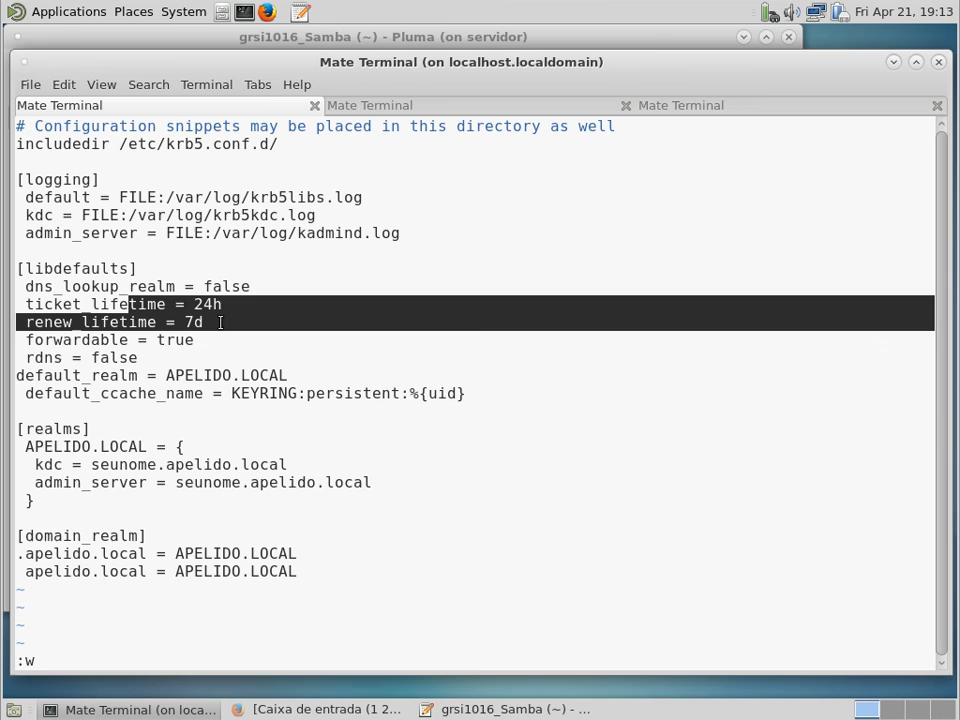 Applications Places System Fri Apr 21, 19:13
grsi1016_Samba (~) - Pluma (on servidor)
Mate Terminal (on localhost.localdomain)
File Edit View Search Terminal Tabs Help
Mate Terminal Mate Terminal Mate Terminal
# Configuration snippets may be placed in this directory as well
includedir /etc/krb5.conf.d/
[logging]
 default = FILE:/var/log/krb5libs.log
 kdc = FILE:/var/log/krb5kdc.log
 admin_server = FILE:/var/log/kadmind.log
[libdefaults]
 dns_lookup_realm = false
 ticket_lifetime = 24h
 renew_lifetime = 7d
 forwardable = true
 rdns = false
default_realm = APELIDO.LOCAL
 default_ccache_name = KEYRING:persistent:%{uid}
[realms]
 APELIDO.LOCAL = {
  kdc = seunome.apelido.local
  admin_server = seunome.apelido.local
 }
[domain_realm]
.apelido.local = APELIDO.LOCAL
 apelido.local = APELIDO.LOCAL
~
~
~
~
:w
Mate Terminal (on loca... [Caixa de entrada (1 2... grsi1016_Samba (~) - ...